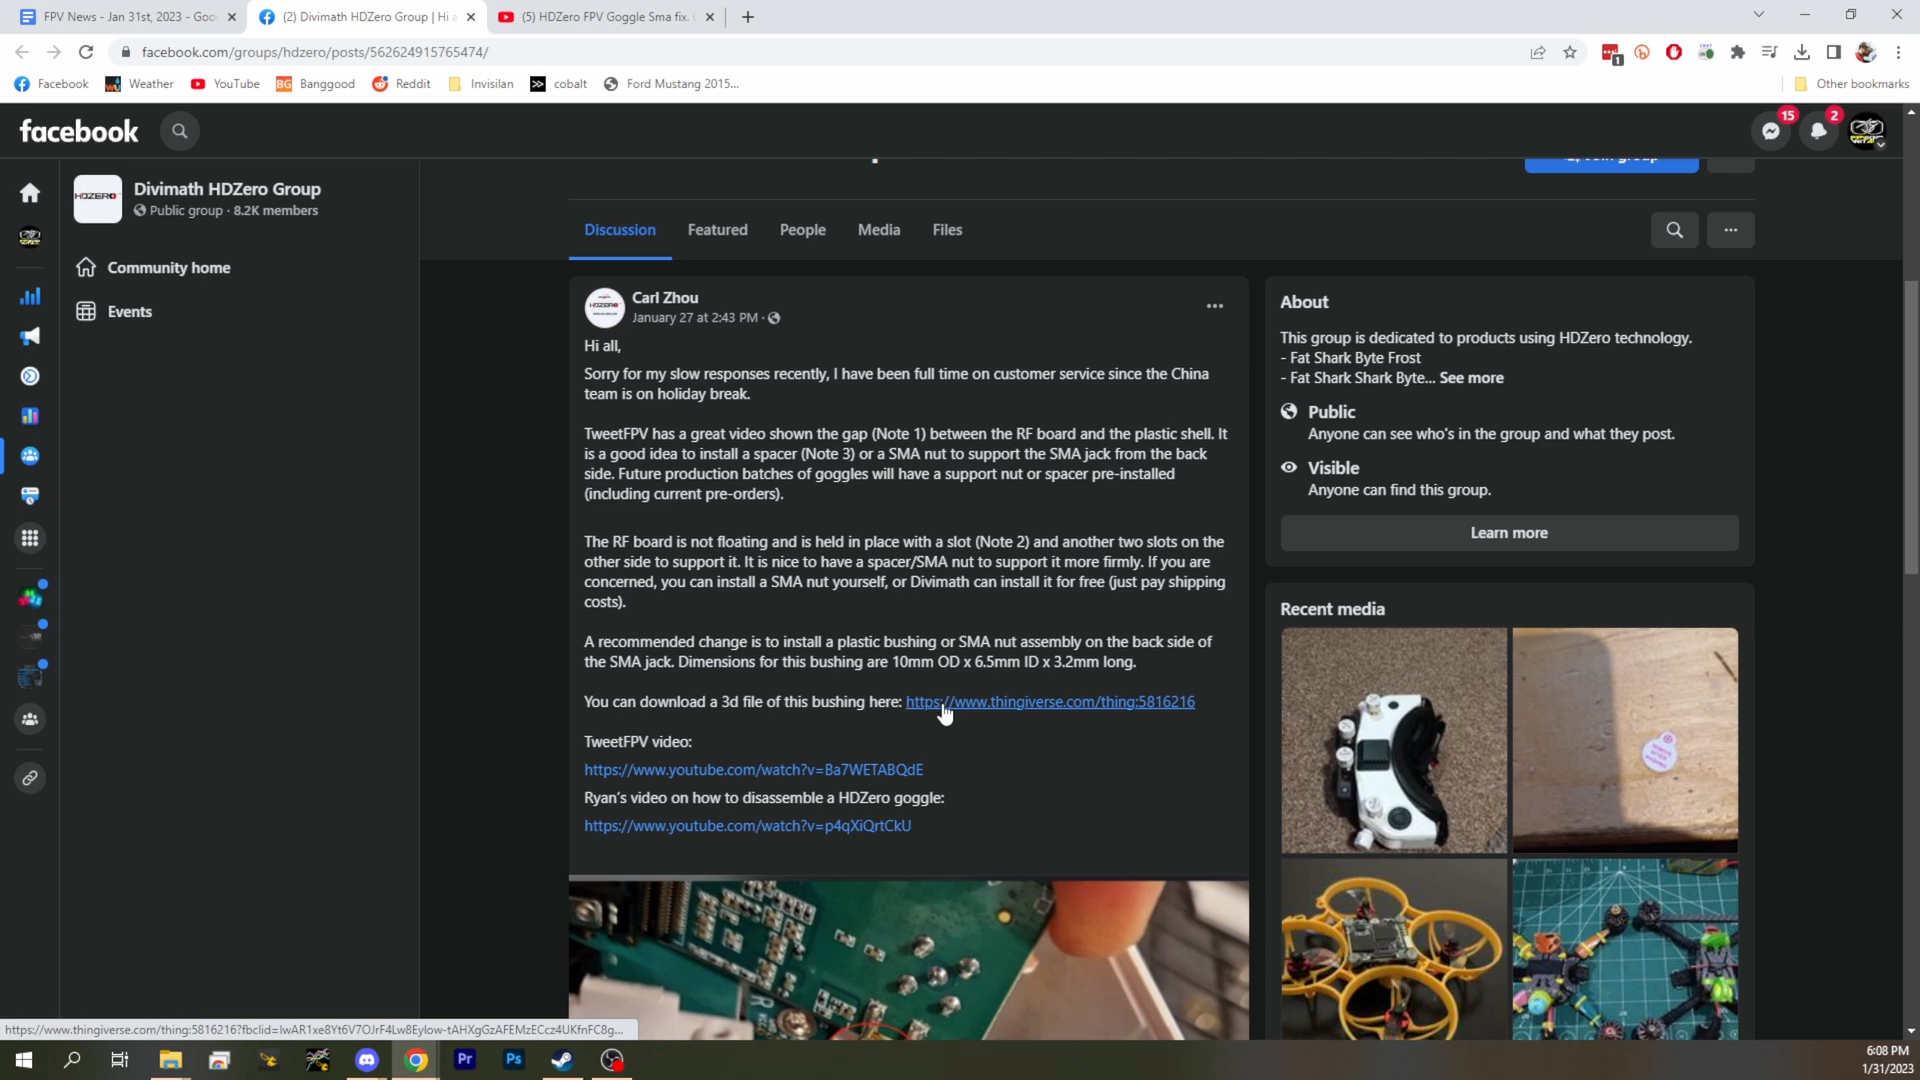 FPV News - Jan 31st, 2023 - Goo
(2) Divimath HDZero Group | Hi a
(5) HDZero FPV Goggle Sma fix.
facebook.com/groups/hdzero/posts/562624915765474/
1
Facebook
Weather
YouTube
BG Banggood
Reddit
Invisilan
cobalt
Ford Mustang 2015...
Other bookmarks
facebook
15
2
HDZERO
Divimath HDZero Group
Public group · 8.2K members
Community home
Events
Discussion
Featured
People
Media
Files
Carl Zhou
January 27 at 2:43 PM ·
Hi all,
Sorry for my slow responses recently, I have been full time on customer service since the China
team is on holiday break.
TweetFPV has a great video shown the gap (Note 1) between the RF board and the plastic shell. It
is a good idea to install a spacer (Note 3) or a SMA nut to support the SMA jack from the back
side. Future production batches of goggles will have a support nut or spacer pre-installed
(including current pre-orders).
The RF board is not floating and is held in place with a slot (Note 2) and another two slots on the
other side to support it. It is nice to have a spacer/SMA nut to support it more firmly. If you are
concerned, you can install a SMA nut yourself, or Divimath can install it for free (just pay shipping
costs).
A recommended change is to install a plastic bushing or SMA nut assembly on the back side of
the SMA jack. Dimensions for this bushing are 10mm OD x 6.5mm ID x 3.2mm long.
You can download a 3d file of this bushing here: https://www.thingiverse.com/thing:5816216
TweetFPV video:
https://www.youtube.com/watch?v=Ba7WETABQdE
Ryan's video on how to disassemble a HDZero goggle:
https://www.youtube.com/watch?v=p4qXiQrtCkU
About
This group is dedicated to products using HDZero technology.
- Fat Shark Byte Frost
- Fat Shark Shark Byte... See more
Public
Anyone can see who's in the group and what they post.
Visible
Anyone can find this group.
Learn more
Recent media
https://www.thingiverse.com/thing:5816216?fbclid=IwAR1xe8Yt6V7OJrF4Lw8Eylow-tAHXgGzAFEMzECcz4UKfnFC8g...
Pr
Ps
6:08 PM
1/31/2023